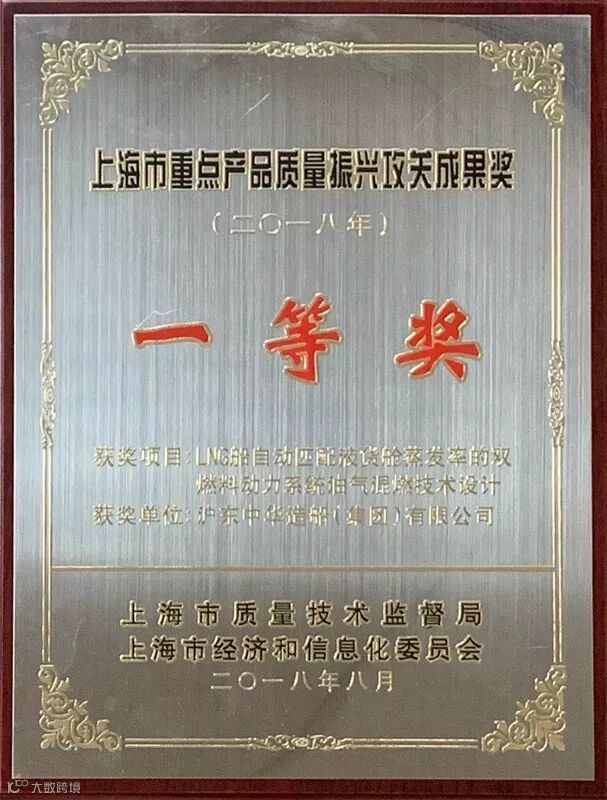 上海市重点产品质量振兴攻关成果奖
(二〇一八年)
一等奖
获奖项目:LNG船自动匹配液货舱蒸发率的双
燃料动力系统油气混燃技术设计
获奖单位:沪东中华造船(集团)有限公司
上海市质量技术监督局
上海市经济和信息化委员会
二〇一八年八月
大数跨境